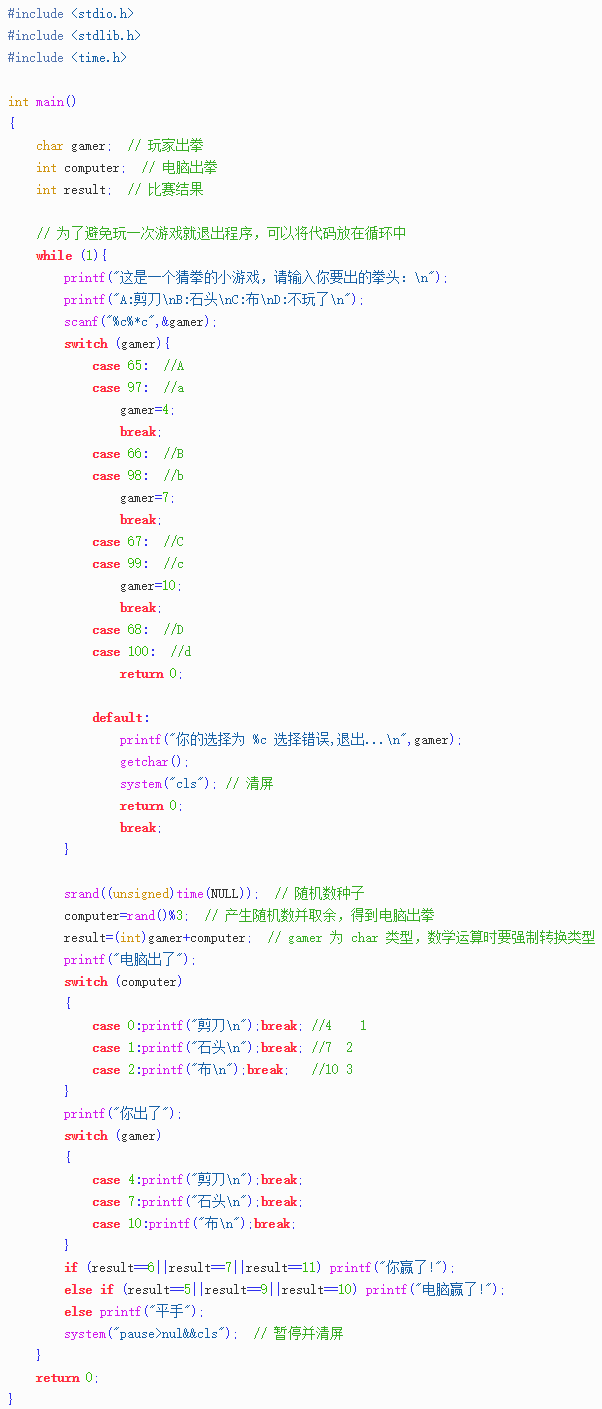 #include <stdio.h>
#include <stdlib.h>
#include <time.h>

int main()
{
    char gamer;  // 玩家出拳
    int computer;  // 电脑出拳
    int result;  // 比赛结果

    // 为了避免玩一次游戏就退出程序，可以将代码放在循环中
    while (1){
        printf("这是一个猜拳的小游戏，请输入你要出的拳头：\n");
        printf("A:剪刀\nB:石头\nC:布\nD:不玩了\n");
        scanf("%c%*c",&gamer);
        switch (gamer){
            case 65:  //A
            case 97:  //a
                gamer=4;
                break;
            case 66:  //B
            case 98:  //b
                gamer=7;
                break;
            case 67:  //C
            case 99:  //c
                gamer=10;
                break;
            case 68:  //D
            case 100:  //d
                return 0;

            default:
                printf("你的选择为 %c 选择错误,退出...\n",gamer);
                getchar();
                system("cls"); // 清屏
                return 0;
                break;
        }

        srand((unsigned)time(NULL));  // 随机数种子
        computer=rand()%3;  // 产生随机数并取余，得到电脑出拳
        result=(int)gamer+computer;  // gamer 为 char 类型，数学运算时要强制转换类型
        printf("电脑出了");
        switch (computer)
        {
            case 0:printf("剪刀\n");break; //4    1
            case 1:printf("石头\n");break; //7  2
            case 2:printf("布\n");break;   //10 3
        }
        printf("你出了");
        switch (gamer)
        {
            case 4:printf("剪刀\n");break;
            case 7:printf("石头\n");break;
            case 10:printf("布\n");break;
        }
        if (result==6||result==7||result==11) printf("你赢了!");
        else if (result==5||result==9||result==10) printf("电脑赢了!");
        else printf("平手");
        system("pause>nul&&cls");  // 暂停并清屏
    }
    return 0;
}